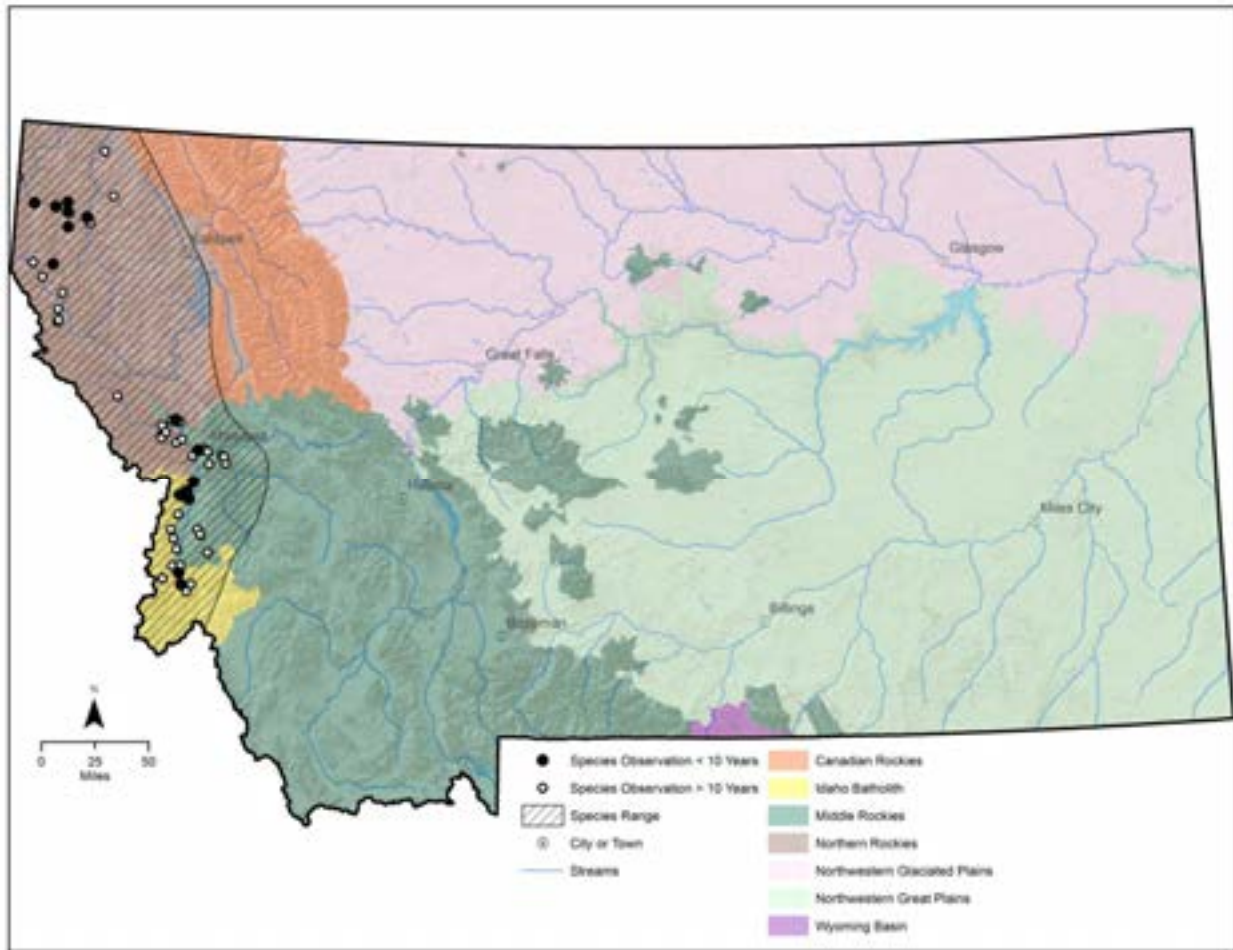 Kalispell
Glasgow
Great Falls
Missoula
Helena
Miles City
Billings
Bozeman
N
0 25 50
Miles
Species Observation < 10 Years
Species Observation > 10 Years
Species Range
City or Town
Streams
Canadian Rockies
Idaho Batholith
Middle Rockies
Northern Rockies
Northwestern Glaciated Plains
Northwestern Great Plains
Wyoming Basin